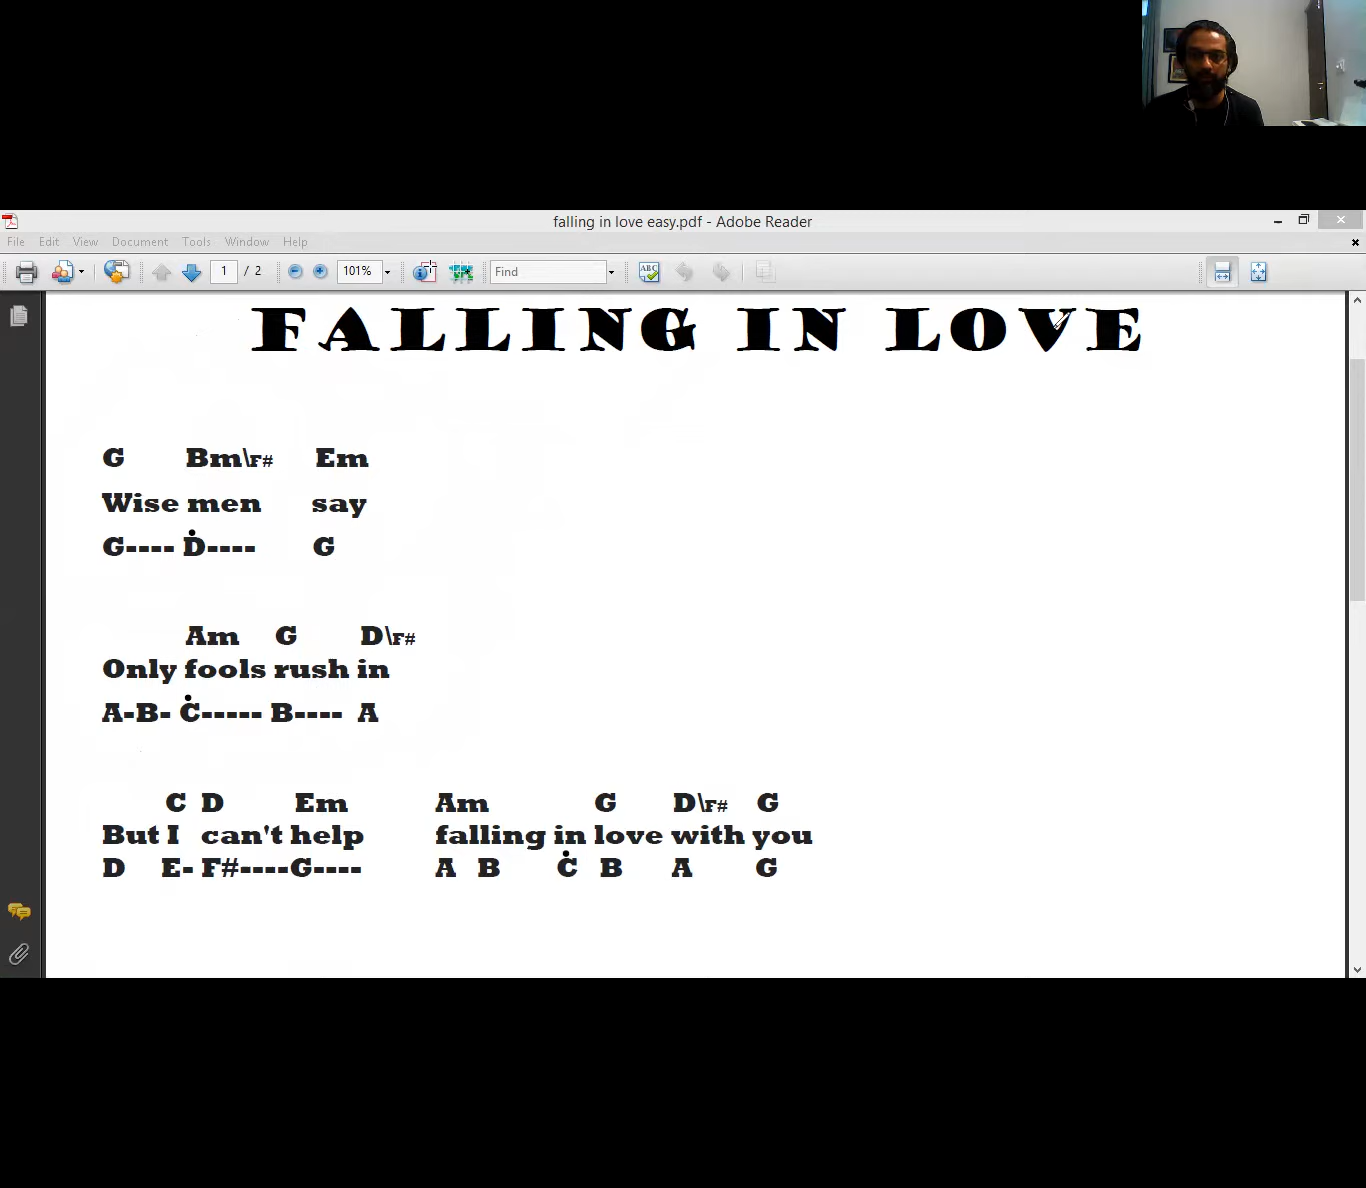 falling in love easy.pdf - Adobe Reader
File Edit View Document Tools Window Help
1 / 2 101% Find
FALLING IN LOVE
G Bm\F# Em
Wise men say
G---- Ḋ---- G
Am G D\F#
Only fools rush in
A-B- Ċ----- B---- A
C D Em Am G D\F# G
But I can't help falling in love with you
D E- F#----G---- A B Ċ B A G